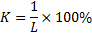 K = 1/L × 100%